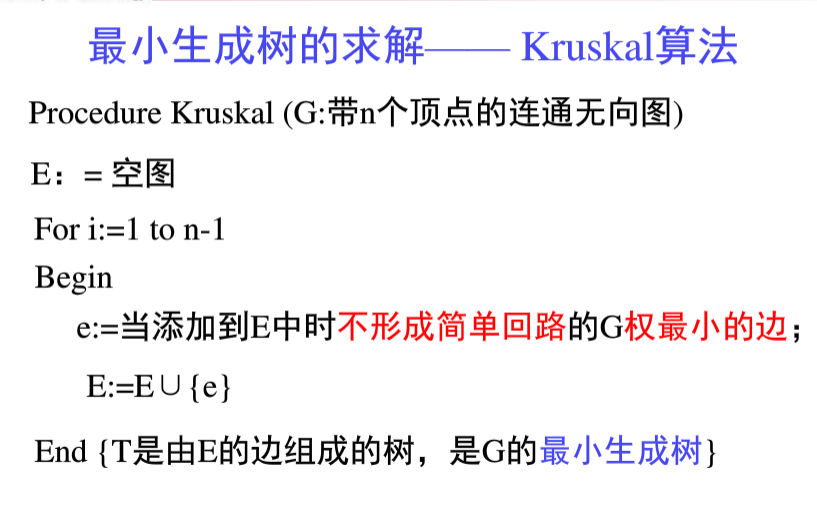 最小生成树的求解—— Kruskal算法
Procedure Kruskal (G:带n个顶点的连通无向图)
E：= 空图
For i:=1 to n-1
Begin
e:=当添加到E中时不形成简单回路的G权最小的边；
E:=E∪{e}
End {T是由E的边组成的树，是G的最小生成树}